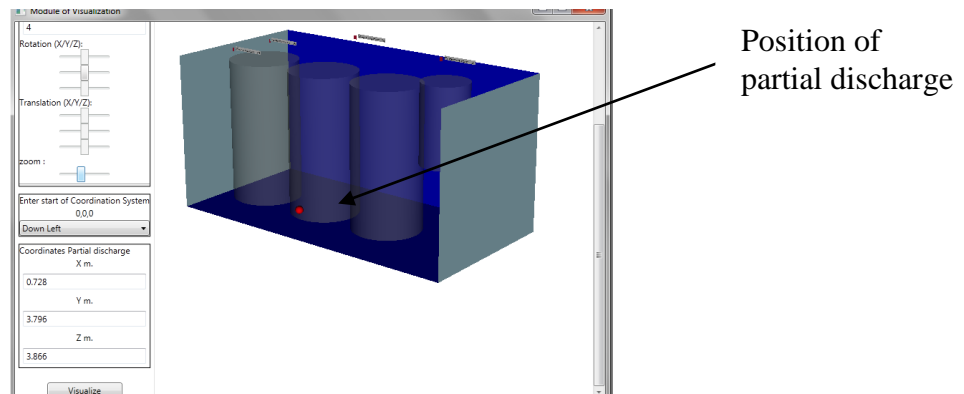 Module of Visualization
4
Rotation (X/Y/Z):
Translation (X/Y/Z):
zoom :
Enter start of Coordination System
0,0,0
Down Left
Coordinates Partial discharge
X m.
0.728
Y m.
3.796
Z m.
3.866
Visualize
Position of
partial discharge